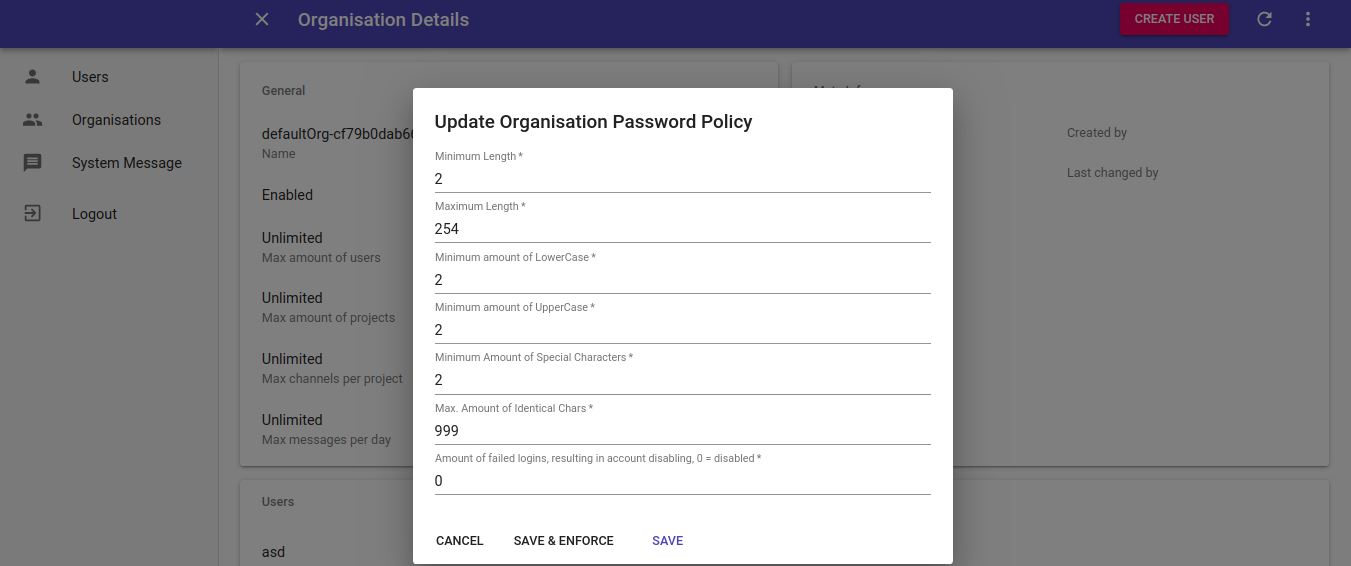 Organisation Details
CREATE USER
Users
Organisations
System Message
Logout
General
Name
Enabled
Unlimited
Max amount of users
Unlimited
Max amount of projects
Unlimited
Max channels per project
Unlimited
Max messages per day
Users
asd
Created by
Last changed by
Update Organisation Password Policy
Minimum Length *
2
Maximum Length *
254
Minimum amount of LowerCase *
2
Minimum amount of UpperCase *
2
Minimum Amount of Special Characters *
2
Max. Amount of Identical Chars *
999
Amount of failed logins, resulting in account disabling, 0 = disabled *
0
CANCEL SAVE & ENFORCE SAVE